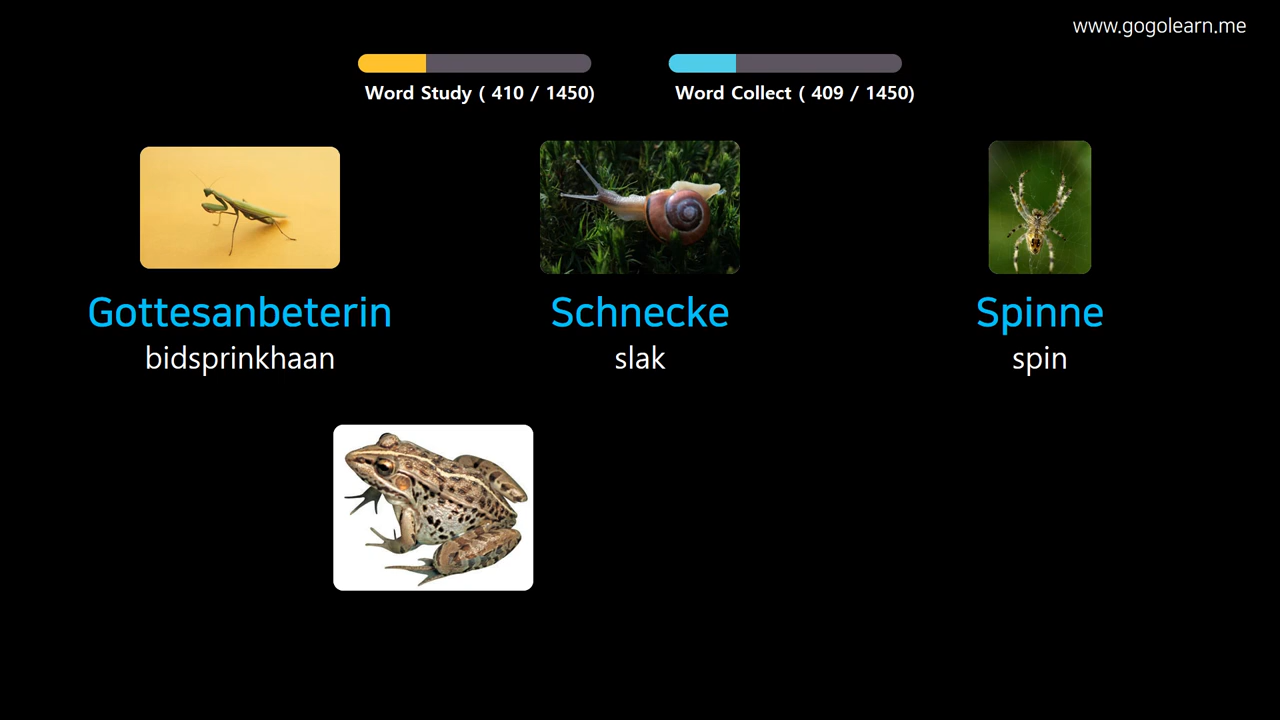 www.gogolearn.me
Word Study ( 410 / 1450)
Word Collect ( 409 / 1450)
Gottesanbeterin
bidsprinkhaan
Schnecke
slak
Spinne
spin